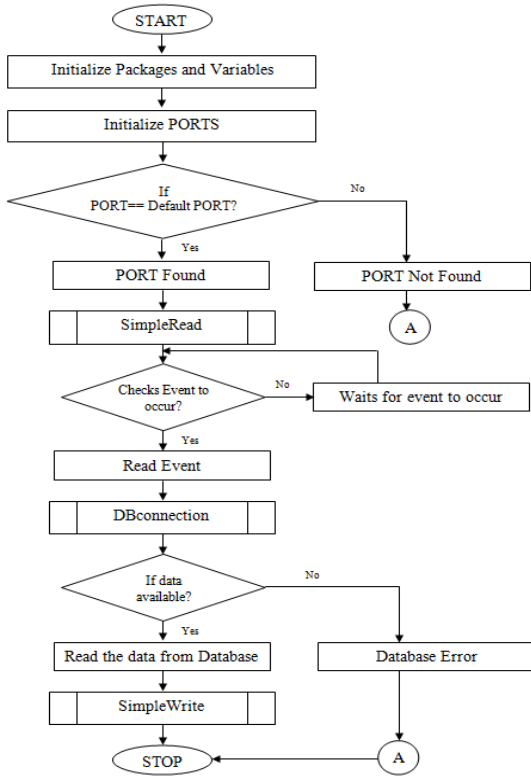 START
Initialize Packages and Variables
Initialize PORTS
If
PORT== Default PORT?
No
Yes
PORT Found
PORT Not Found
SimpleRead
A
Checks Event to
occur?
No
Waits for event to occur
Yes
Read Event
DBconnection
If data
available?
No
Yes
Read the data from Database
Database Error
SimpleWrite
STOP
A